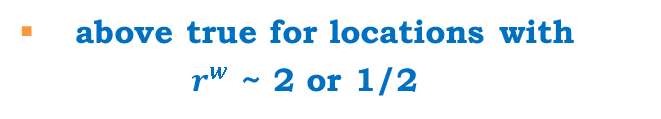 ▪ above true for locations with
r^w ~ 2 or 1/2